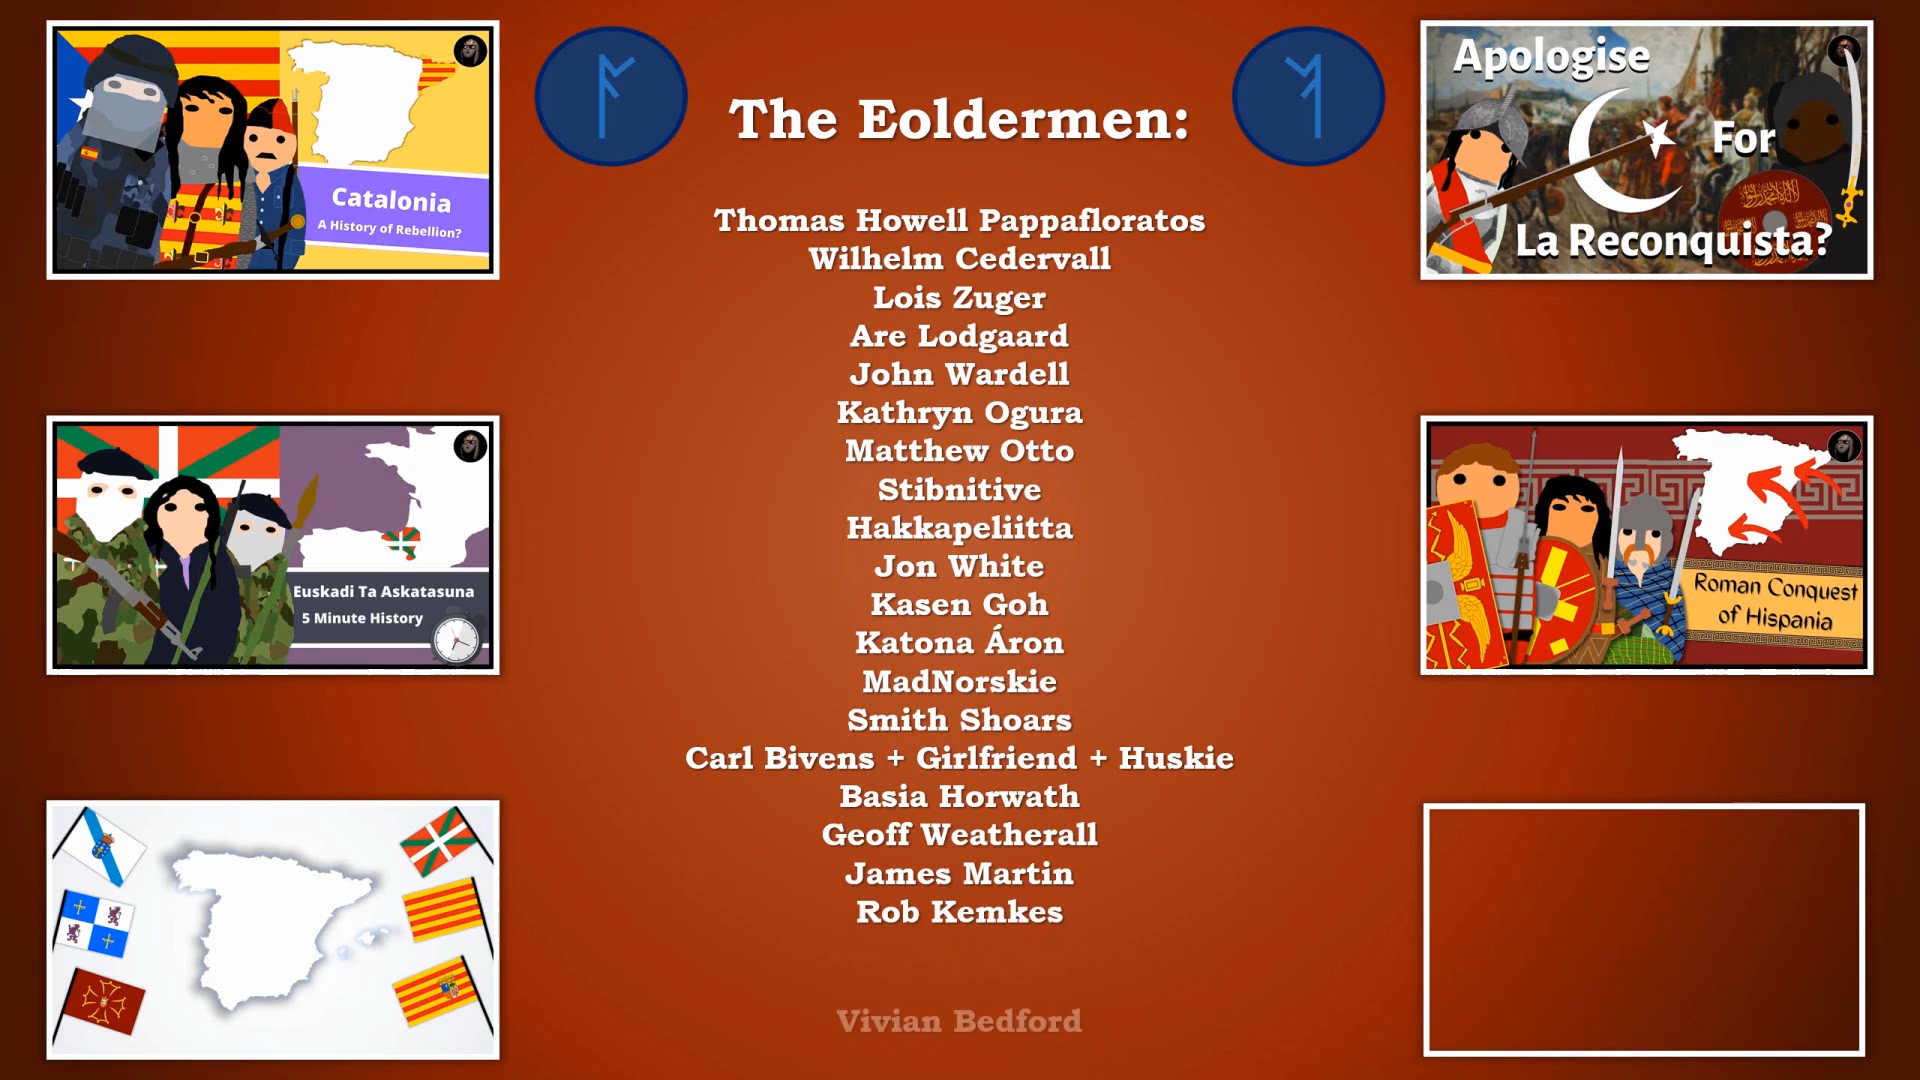 Catalonia
A History of Rebellion?
The Eoldermen:
Apologise
For
La Reconquista?
Thomas Howell Pappafloratos
Wilhelm Cedervall
Lois Zuger
Are Lodgaard
John Wardell
Kathryn Ogura
Matthew Otto
Stibnitive
Hakkapeliitta
Jon White
Kasen Goh
Katona Áron
MadNorskie
Smith Shoars
Carl Bivens + Girlfriend + Huskie
Basia Horwath
Geoff Weatherall
James Martin
Rob Kemkes
Vivian Bedford
Euskadi Ta Askatasuna
5 Minute History
Roman Conquest
of Hispania